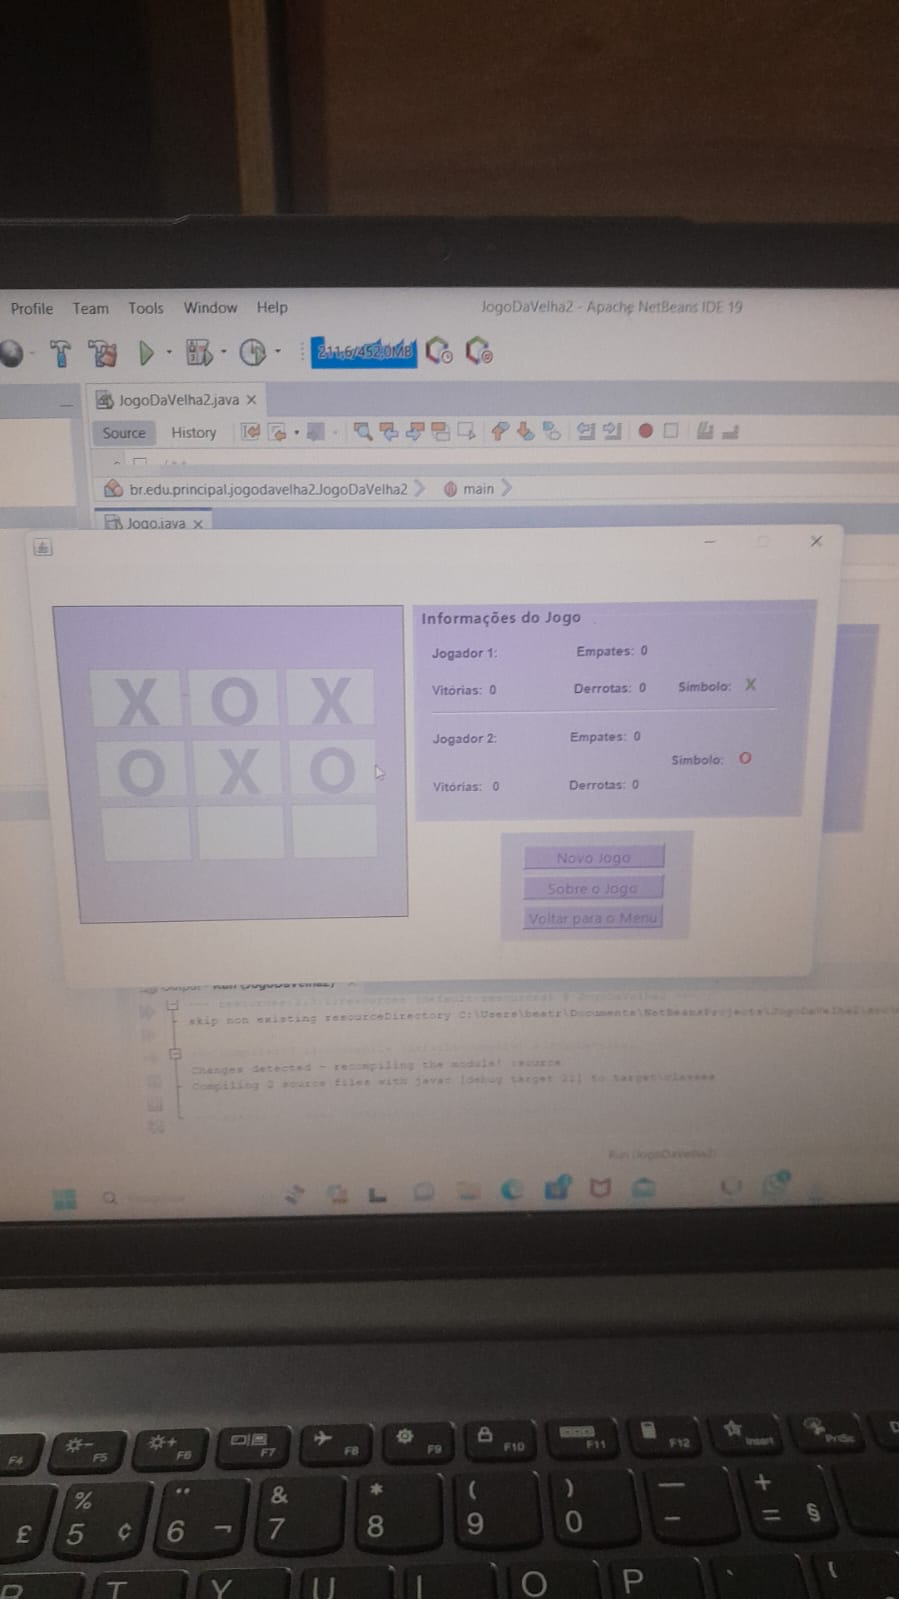 Profile Team Tools Window Help JogoDaVelha2 - Apache NetBeans IDE 19
211,6/452,0MB
JogoDaVelha2.java
Source History
br.edu.principal.jogodavelha2.JogoDaVelha2 main
Jogo.java
Informações do Jogo
Jogador 1: Empates: 0
Vitórias: 0 Derrotas: 0 Simbolo: X
Jogador 2: Empates: 0
Simbolo: O
Vitórias: 0 Derrotas: 0
X O X
O X O
Novo Jogo
Sobre o Jogo
Voltar para o Menu
skip non existing resourceDirectory C:\Users\beatr\Documents\NetBeansProjects\JogoDaVelha2
Changes detected - recompiling the module! :source
Compiling 2 source files with javac [debug target 21] to target\classes
Run (JogoDaVelha2)
F4 F5 F6 F7 F8 F9 F10 F11 F12 Insert PrtSc
£ % 5 ¢ ¨ 6 ¬ & 7 * 8 ( 9 ) 0 — - + = §
R T Y U I O P